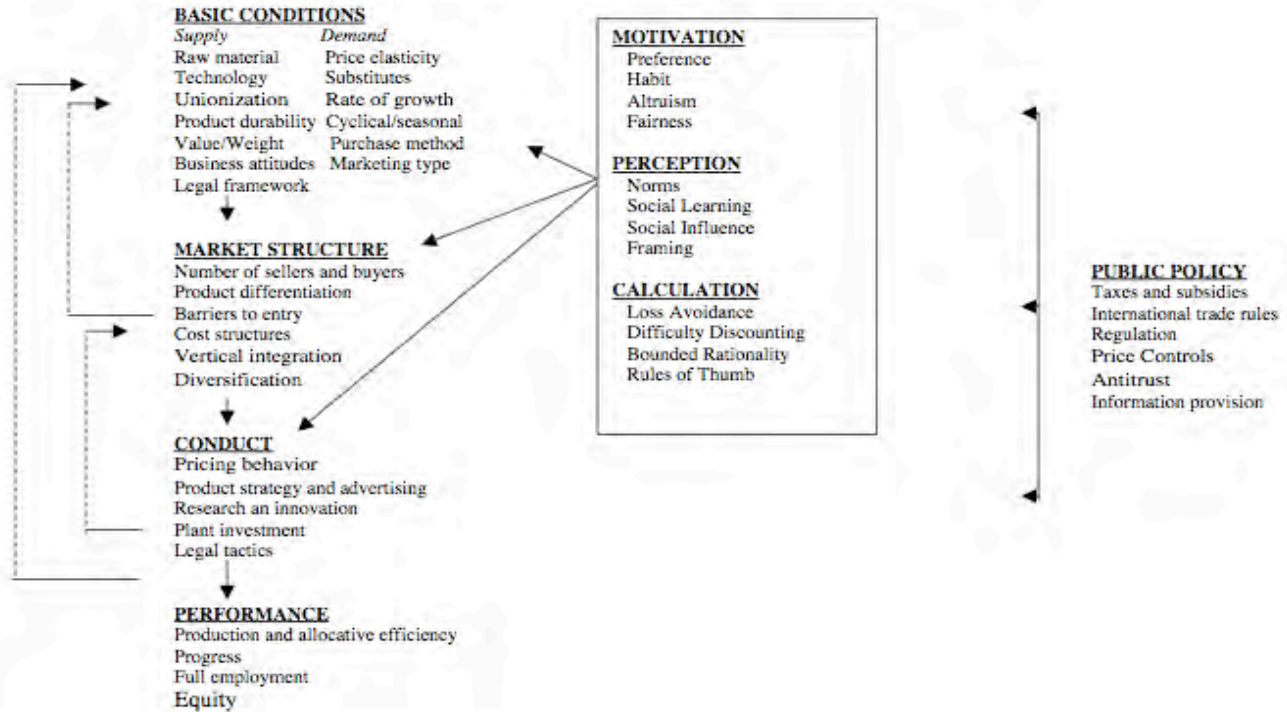 BASIC CONDITIONS
Supply Demand
Raw material Price elasticity
Technology Substitutes
Unionization Rate of growth
Product durability Cyclical/seasonal
Value/Weight Purchase method
Business attitudes Marketing type
Legal framework
MARKET STRUCTURE
Number of sellers and buyers
Product differentiation
Barriers to entry
Cost structures
Vertical integration
Diversification
CONDUCT
Pricing behavior
Product strategy and advertising
Research an innovation
Plant investment
Legal tactics
PERFORMANCE
Production and allocative efficiency
Progress
Full employment
Equity
MOTIVATION
Preference
Habit
Altruism
Fairness
PERCEPTION
Norms
Social Learning
Social Influence
Framing
CALCULATION
Loss Avoidance
Difficulty Discounting
Bounded Rationality
Rules of Thumb
PUBLIC POLICY
Taxes and subsidies
International trade rules
Regulation
Price Controls
Antitrust
Information provision